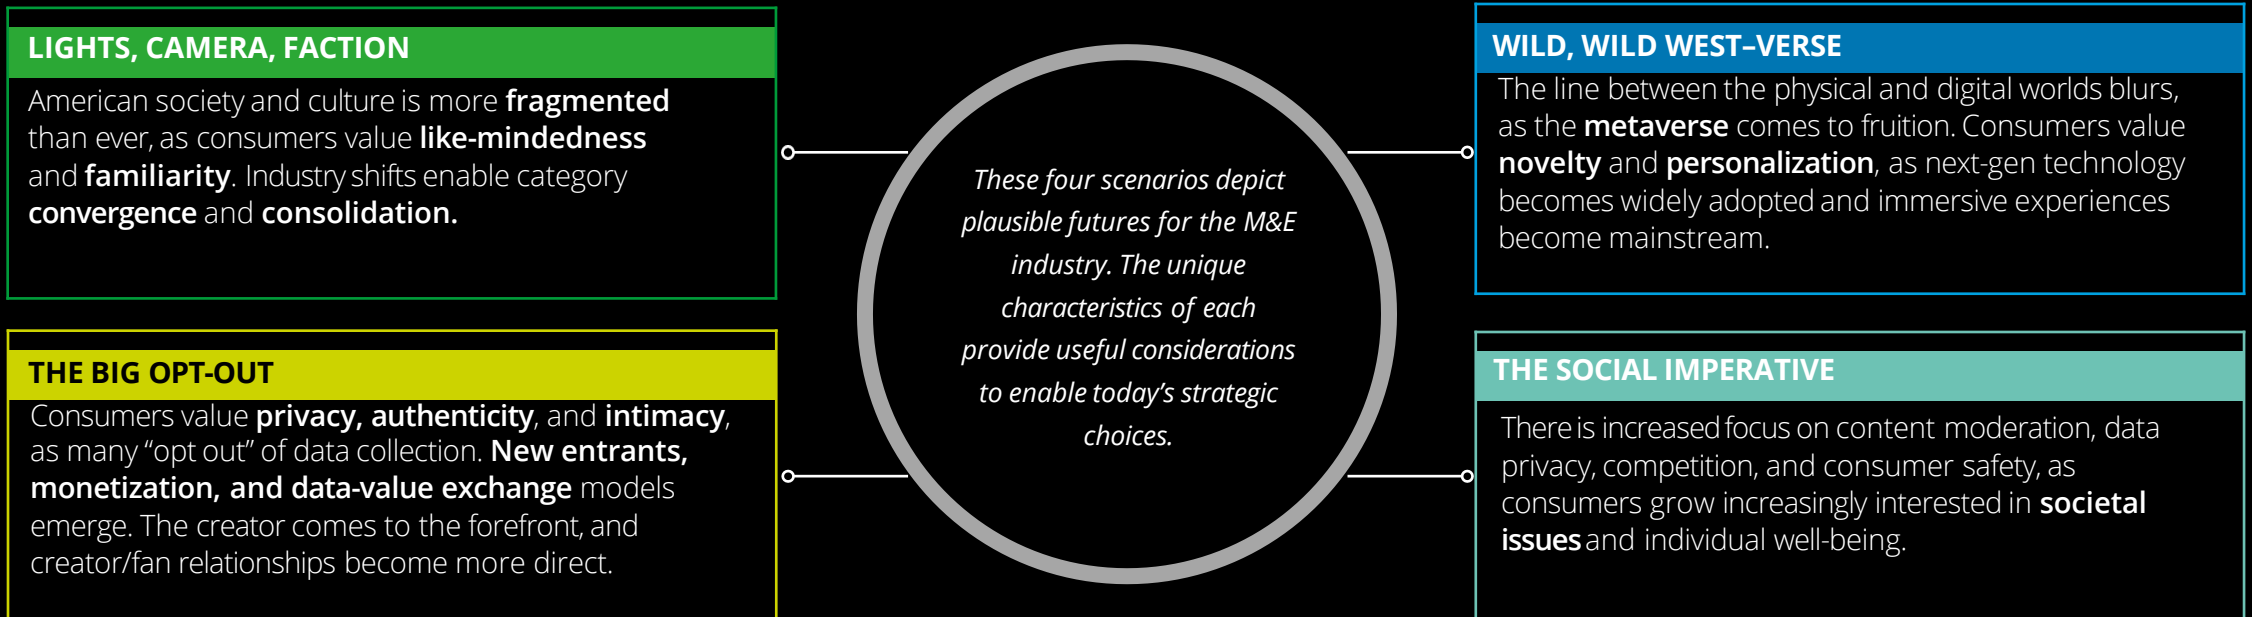 LIGHTS, CAMERA, FACTION
American society and culture is more fragmented
than ever, as consumers value like-mindedness
and familiarity. Industry shifts enable category
convergence and consolidation.
THE BIG OPT-OUT
Consumers value privacy, authenticity, and intimacy,
as many “opt out” of data collection. New entrants,
monetization, and data-value exchange models
emerge. The creator comes to the forefront, and
creator/fan relationships become more direct.
These four scenarios depict
plausible futures for the M&E
industry. The unique
characteristics of each
provide useful considerations
to enable today’s strategic
choices.
WILD, WILD WEST–VERSE
The line between the physical and digital worlds blurs,
as the metaverse comes to fruition. Consumers value
novelty and personalization, as next-gen technology
becomes widely adopted and immersive experiences
become mainstream.
THE SOCIAL IMPERATIVE
There is increased focus on content moderation, data
privacy, competition, and consumer safety, as
consumers grow increasingly interested in societal
issues and individual well-being.